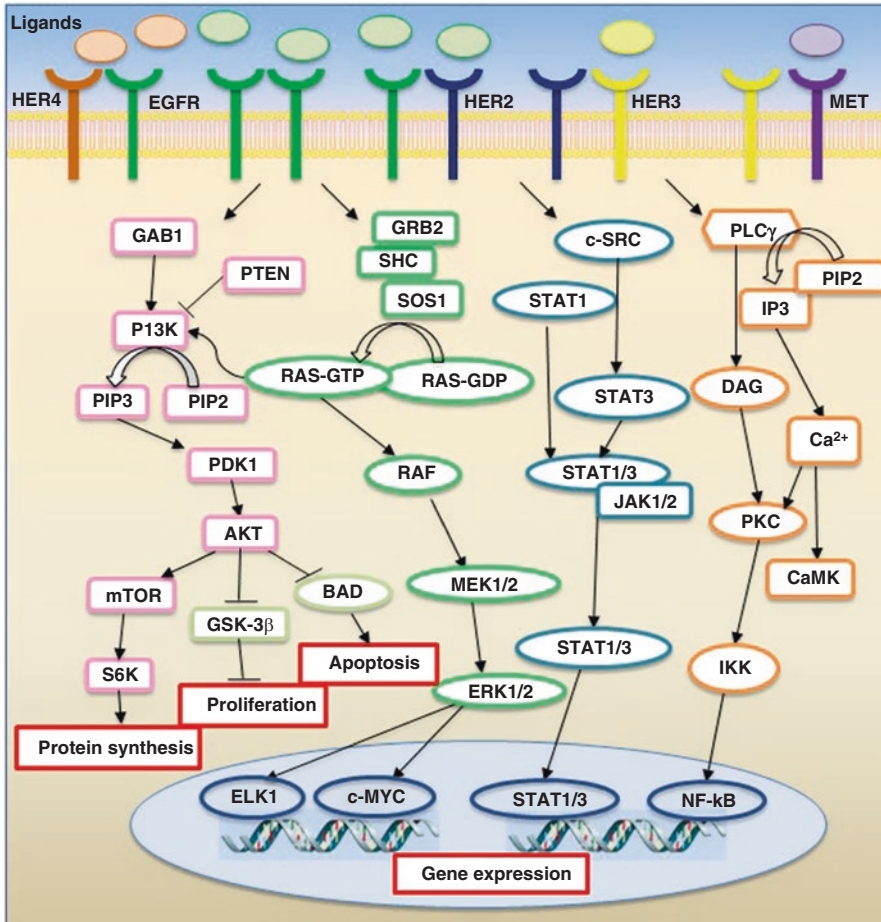 Ligands
HER4
EGFR
HER2
HER3
MET
GAB1
PTEN
P13K
PIP3
PIP2
PDK1
AKT
mTOR
GSK-3β
BAD
S6K
Apoptosis
Proliferation
Protein synthesis
GRB2
SHC
SOS1
RAS-GTP
RAS-GDP
RAF
MEK1/2
ERK1/2
c-SRC
STAT1
STAT3
STAT1/3
JAK1/2
STAT1/3
PLCγ
PIP2
IP3
DAG
Ca²⁺
PKC
CaMK
IKK
ELK1
c-MYC
STAT1/3
NF-kB
Gene expression